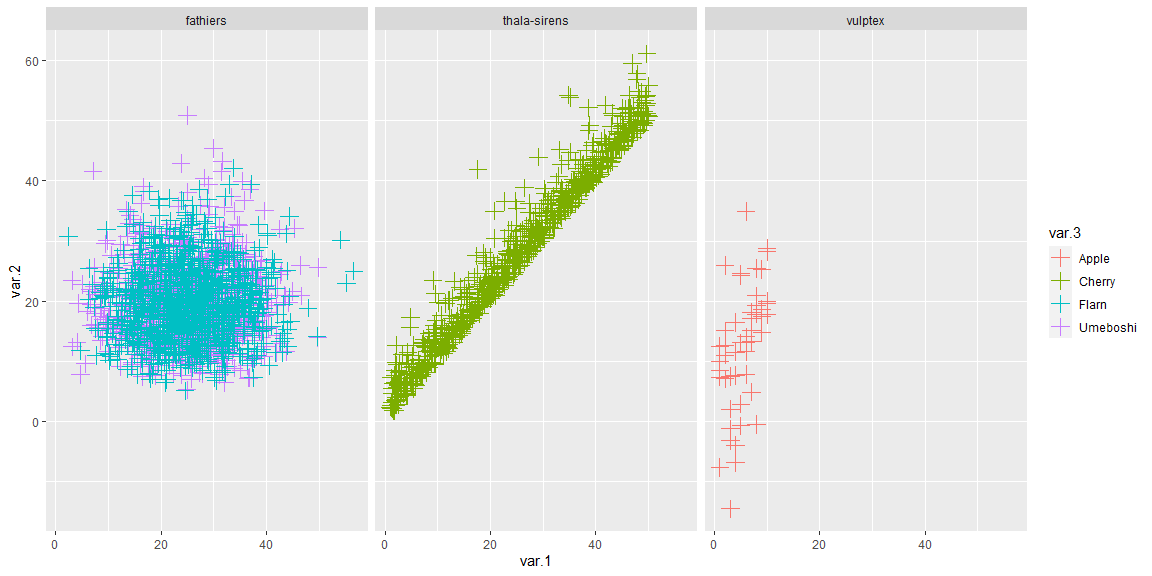 fathiers
thala-sirens
vulptex
var.2
60
40
20
0
0
20
40
0
20
40
0
20
40
var.1
var.3
Apple
Cherry
Flarn
Umeboshi